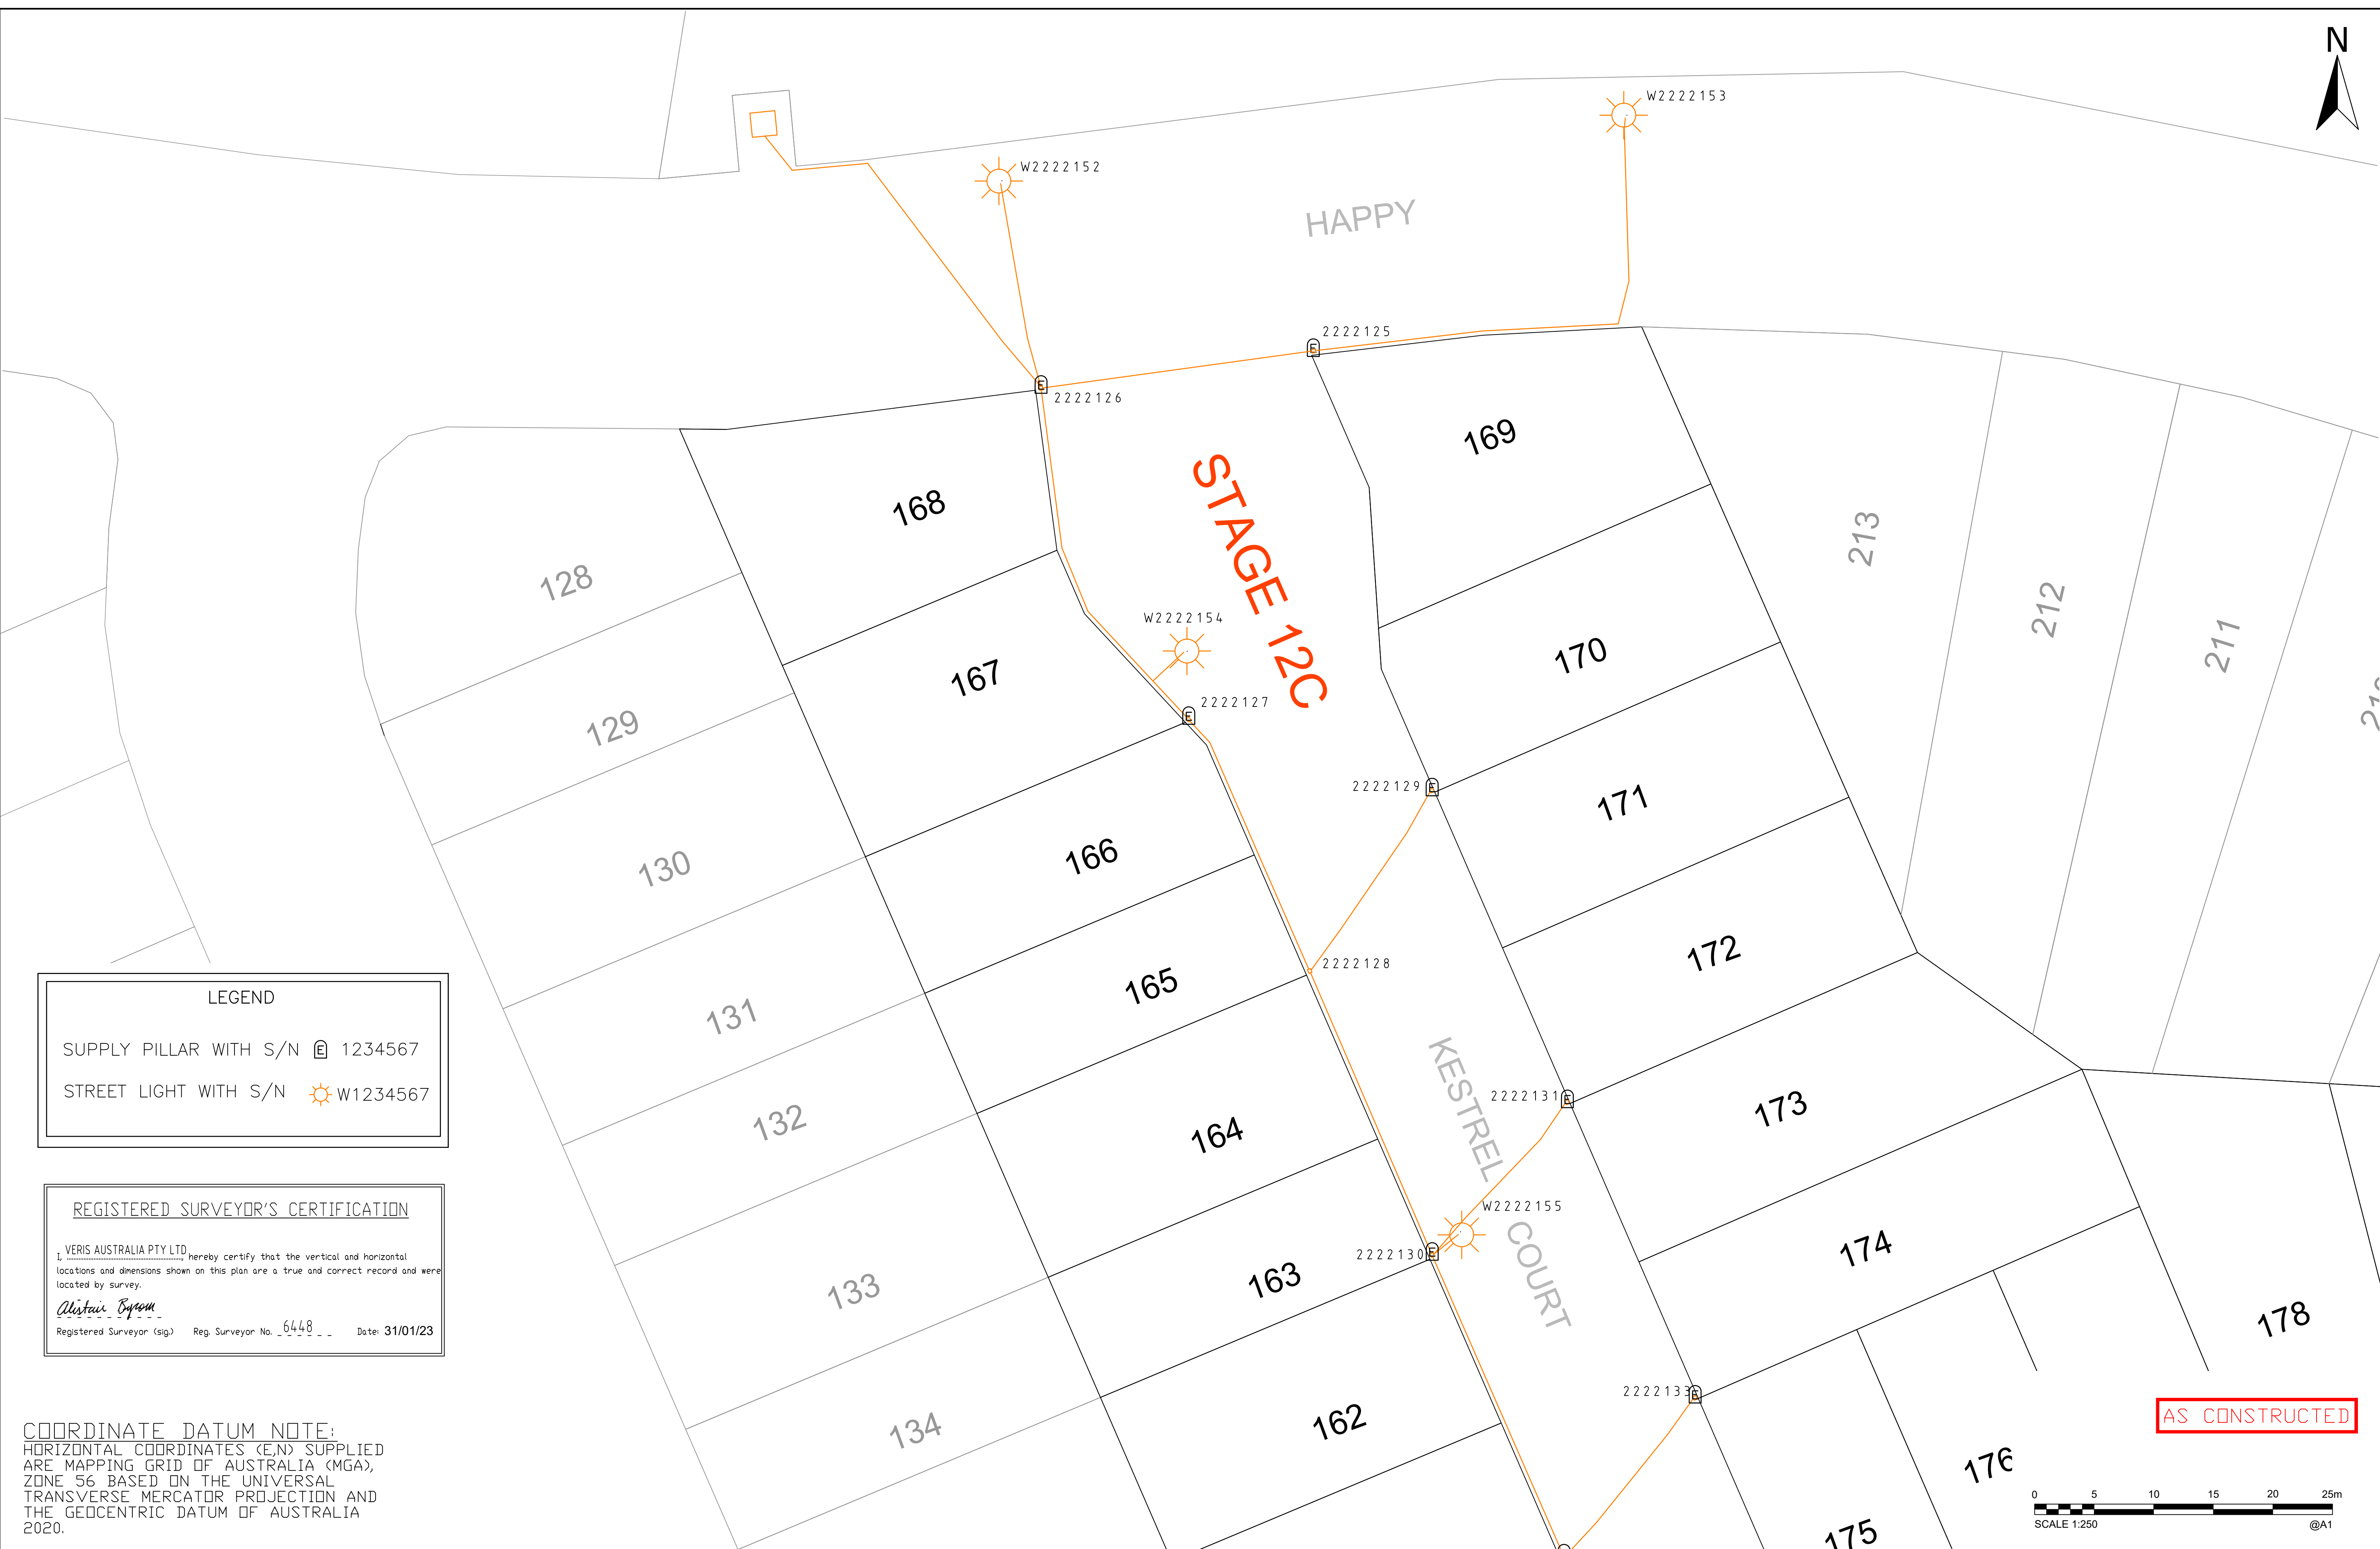 N
W2222153
W2222152
HAPPY
2222125
2222126
169
168
STAGE 12C
213
128
212
W2222154
211
170
167
2222127
129
2222129
171
166
130
172
2222128
165
131
LEGEND
SUPPLY PILLAR WITH S/N E 1234567
STREET LIGHT WITH S/N W1234567
KESTREL
2222131
173
132
164
W2222155
REGISTERED SURVEYOR'S CERTIFICATION
I, VERIS AUSTRALIA PTY LTD, hereby certify that the vertical and horizontal
locations and dimensions shown on this plan are a true and correct record and were
located by survey.
Alistair Byrom
Registered Surveyor (sig.) Reg. Surveyor No. 6448 Date: 31/01/23
2222130
174
COURT
163
133
178
2222133
162
134
AS CONSTRUCTED
COORDINATE DATUM NOTE:
HORIZONTAL COORDINATES (E,N) SUPPLIED
ARE MAPPING GRID OF AUSTRALIA (MGA),
ZONE 56 BASED ON THE UNIVERSAL
TRANSVERSE MERCATOR PROJECTION AND
THE GEOCENTRIC DATUM OF AUSTRALIA
2020.
176
175
0 5 10 15 20 25m
SCALE 1:250 @A1